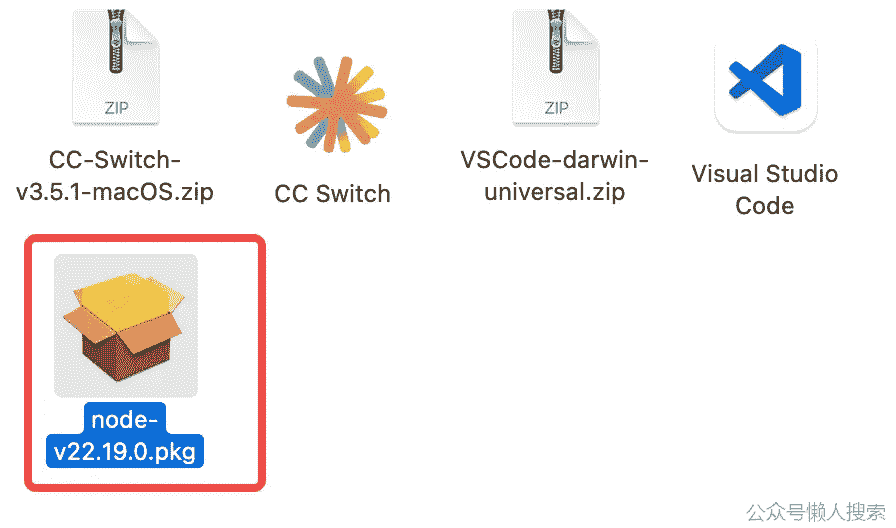 ZIP
CC-Switch-
v3.5.1-macOS.zip
CC Switch
ZIP
VSCode-darwin-
universal.zip
Visual Studio
Code
node-
v22.19.0.pkg
公众号懒人搜索